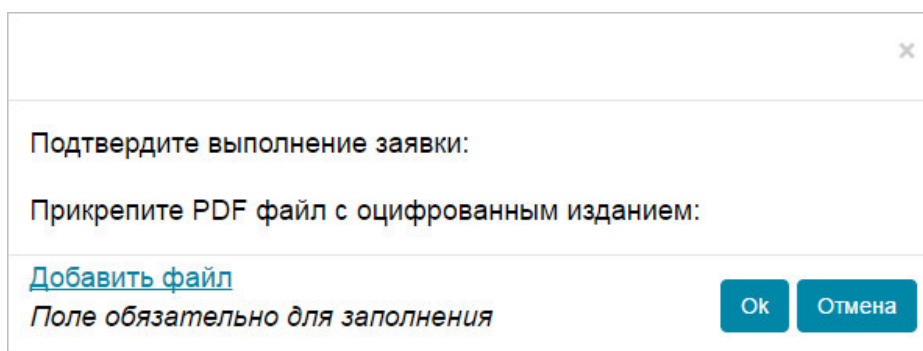 ×
Подтвердите выполнение заявки:
Прикрепите PDF файл с оцифрованным изданием:
Добавить файл
Поле обязательно для заполнения
Ok Отмена